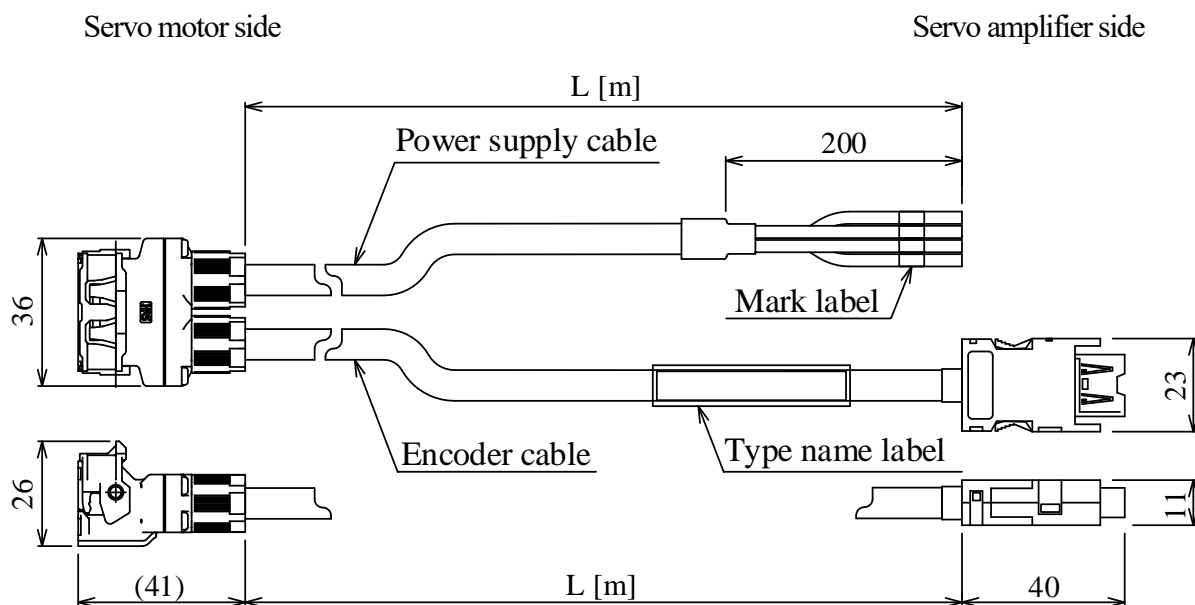 Servo motor side
Servo amplifier side
L [m]
Power supply cable
200
36
HRS
Mark label
23
Encoder cable
Type name label
26
11
(41)
L [m]
40